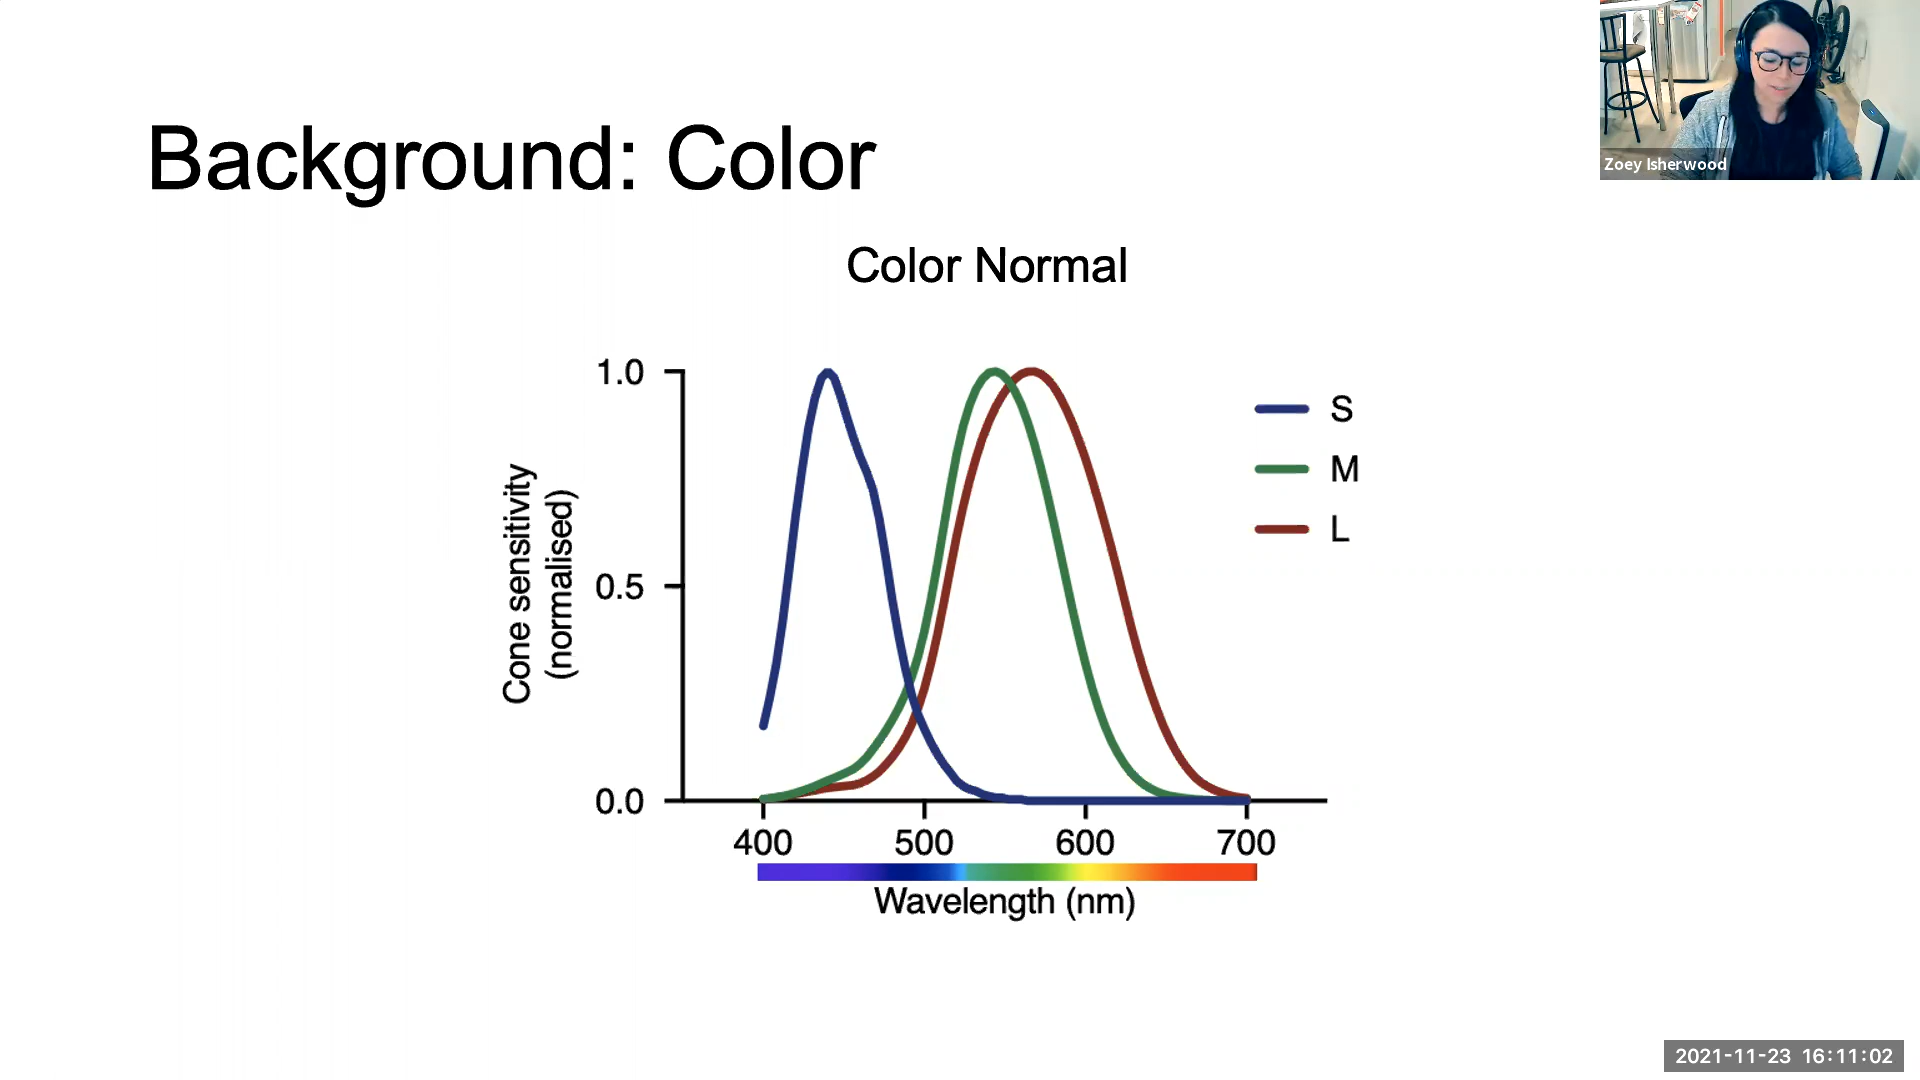 Zoey Isherwood
Background: Color
Color Normal
Cone sensitivity
(normalised)
1.0
0.5
0.0
S
M
L
400 500 600 700
Wavelength (nm)
2021-11-23 16:11:02